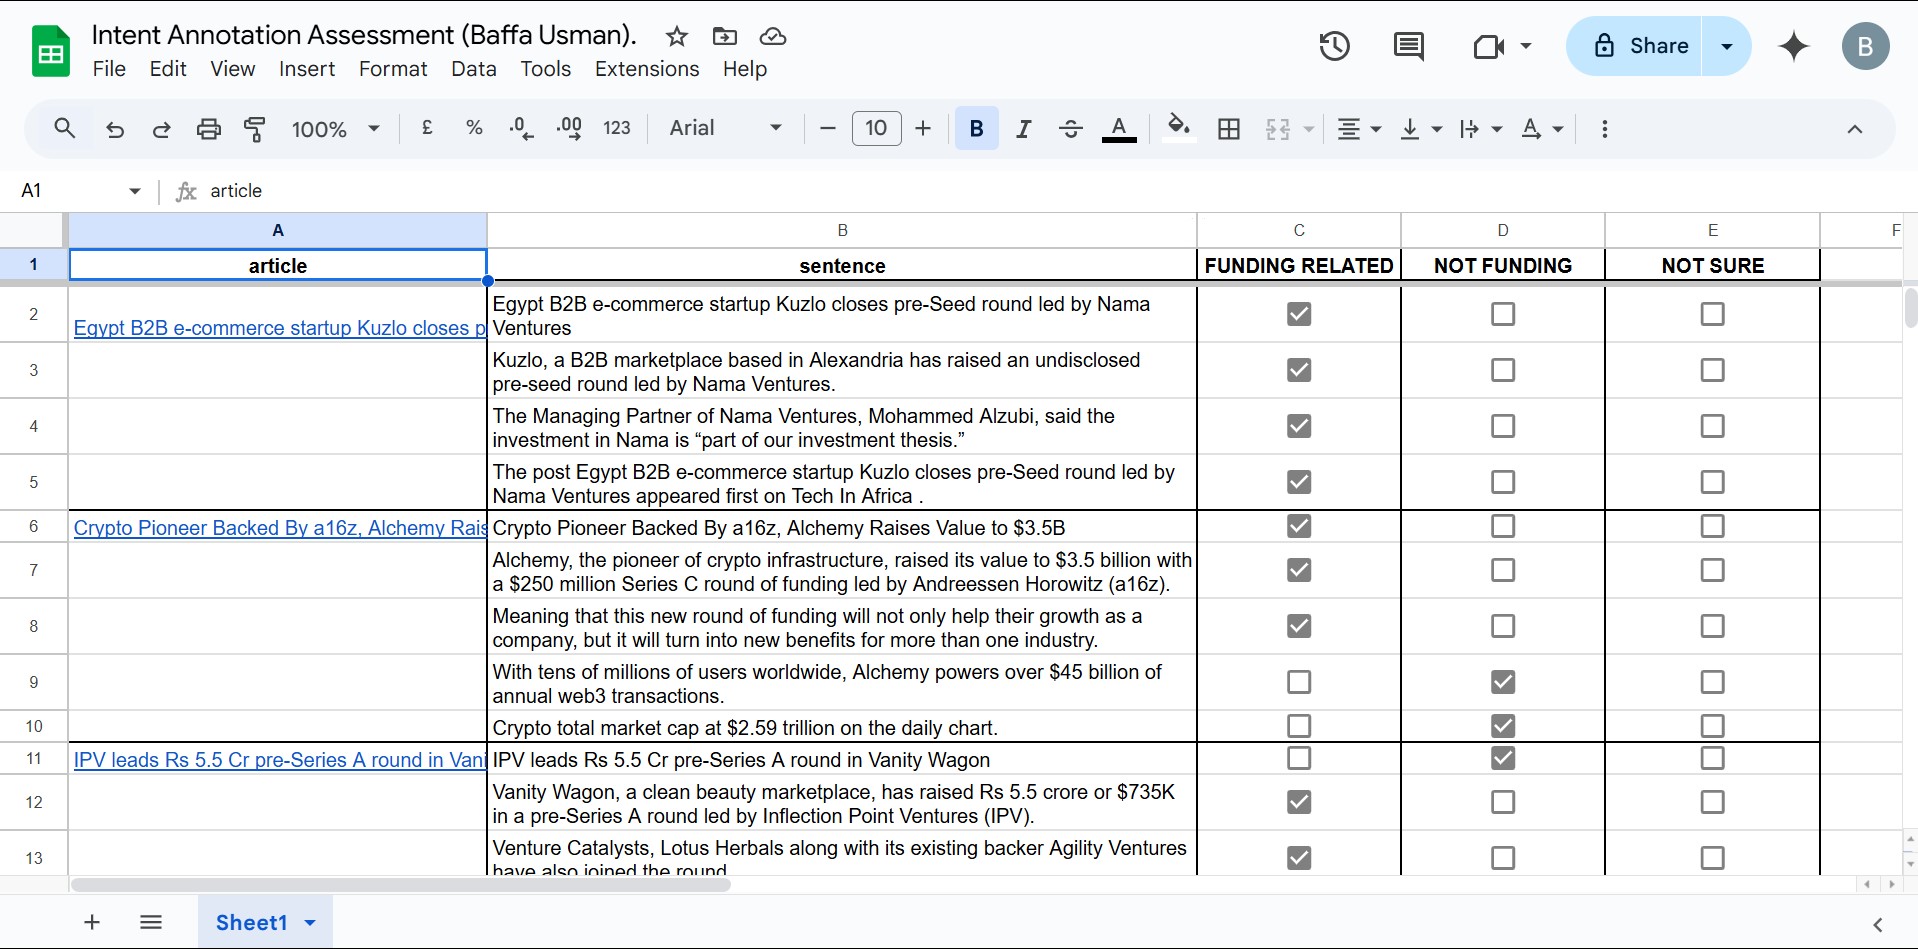 Intent Annotation Assessment (Baffa Usman).
File Edit View Insert Format Data Tools Extensions Help
Share
B
100% £ % .0 .00 123 Arial 10 B I S A A
A1 fx article
A B C D E F
1 article sentence FUNDING RELATED NOT FUNDING NOT SURE
2 Egypt B2B e-commerce startup Kuzlo closes p Egypt B2B e-commerce startup Kuzlo closes pre-Seed round led by Nama
Ventures
3 Kuzlo, a B2B marketplace based in Alexandria has raised an undisclosed
pre-seed round led by Nama Ventures.
4 The Managing Partner of Nama Ventures, Mohammed Alzubi, said the
investment in Nama is “part of our investment thesis.”
5 The post Egypt B2B e-commerce startup Kuzlo closes pre-Seed round led by
Nama Ventures appeared first on Tech In Africa .
6 Crypto Pioneer Backed By a16z, Alchemy Rais Crypto Pioneer Backed By a16z, Alchemy Raises Value to $3.5B
7 Alchemy, the pioneer of crypto infrastructure, raised its value to $3.5 billion with
a $250 million Series C round of funding led by Andreessen Horowitz (a16z).
8 Meaning that this new round of funding will not only help their growth as a
company, but it will turn into new benefits for more than one industry.
9 With tens of millions of users worldwide, Alchemy powers over $45 billion of
annual web3 transactions.
10 Crypto total market cap at $2.59 trillion on the daily chart.
11 IPV leads Rs 5.5 Cr pre-Series A round in Vani IPV leads Rs 5.5 Cr pre-Series A round in Vanity Wagon
12 Vanity Wagon, a clean beauty marketplace, has raised Rs 5.5 crore or $735K
in a pre-Series A round led by Inflection Point Ventures (IPV).
13 Venture Catalysts, Lotus Herbals along with its existing backer Agility Ventures
have also joined the round
Sheet1